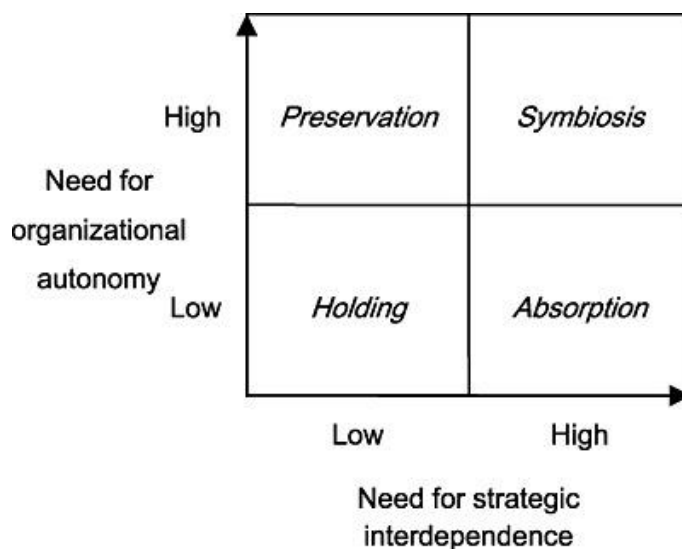 High
Preservation
Symbiosis
Need for
organizational
autonomy
Low
Holding
Absorption
Low
High
Need for strategic
interdependence